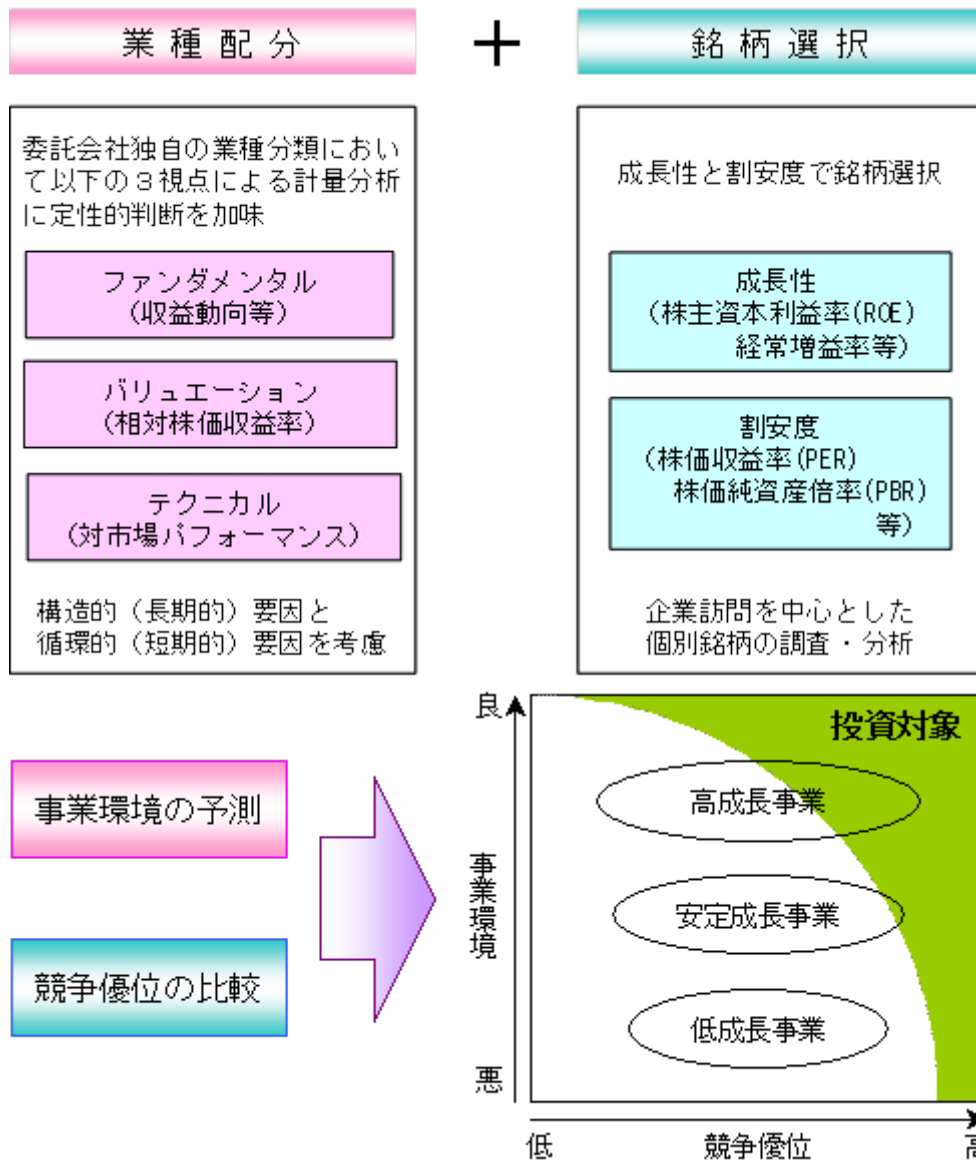 業種配分
＋
銘柄選択
委託会社独自の業種分類におい
て以下の３視点による計量分析
に定性的判断を加味
ファンダメンタル
（収益動向等）
バリュエーション
（相対株価収益率）
テクニカル
（対市場パフォーマンス）
構造的（長期的）要因と
循環的（短期的）要因を考慮
成長性と割安度で銘柄選択
成長性
（株主資本利益率(ROE)
経常増益率等）
割安度
（株価収益率(PER)
株価純資産倍率(PBR)
等）
企業訪問を中心とした
個別銘柄の調査・分析
事業環境の予測
競争優位の比較
良
事業環境
悪
投資対象
高成長事業
安定成長事業
低成長事業
低
競争優位
高